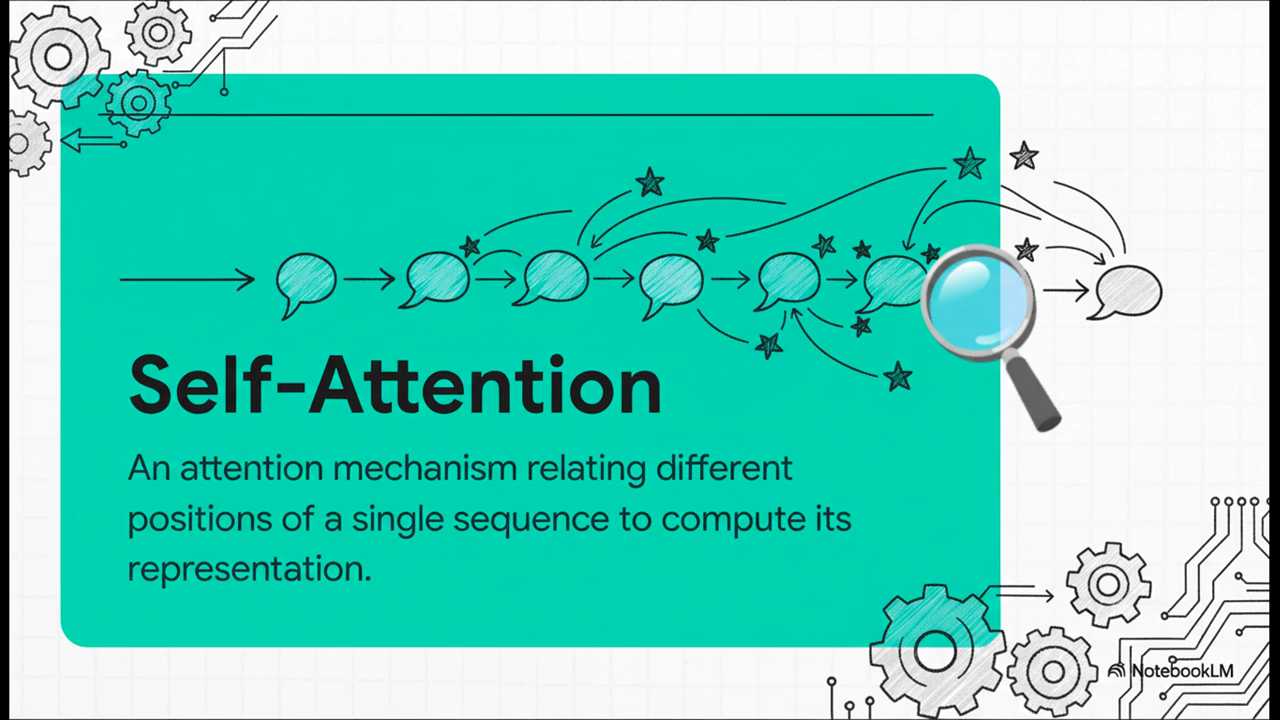 Self-Attention
An attention mechanism relating different
positions of a single sequence to compute its
representation.
NotebookLM